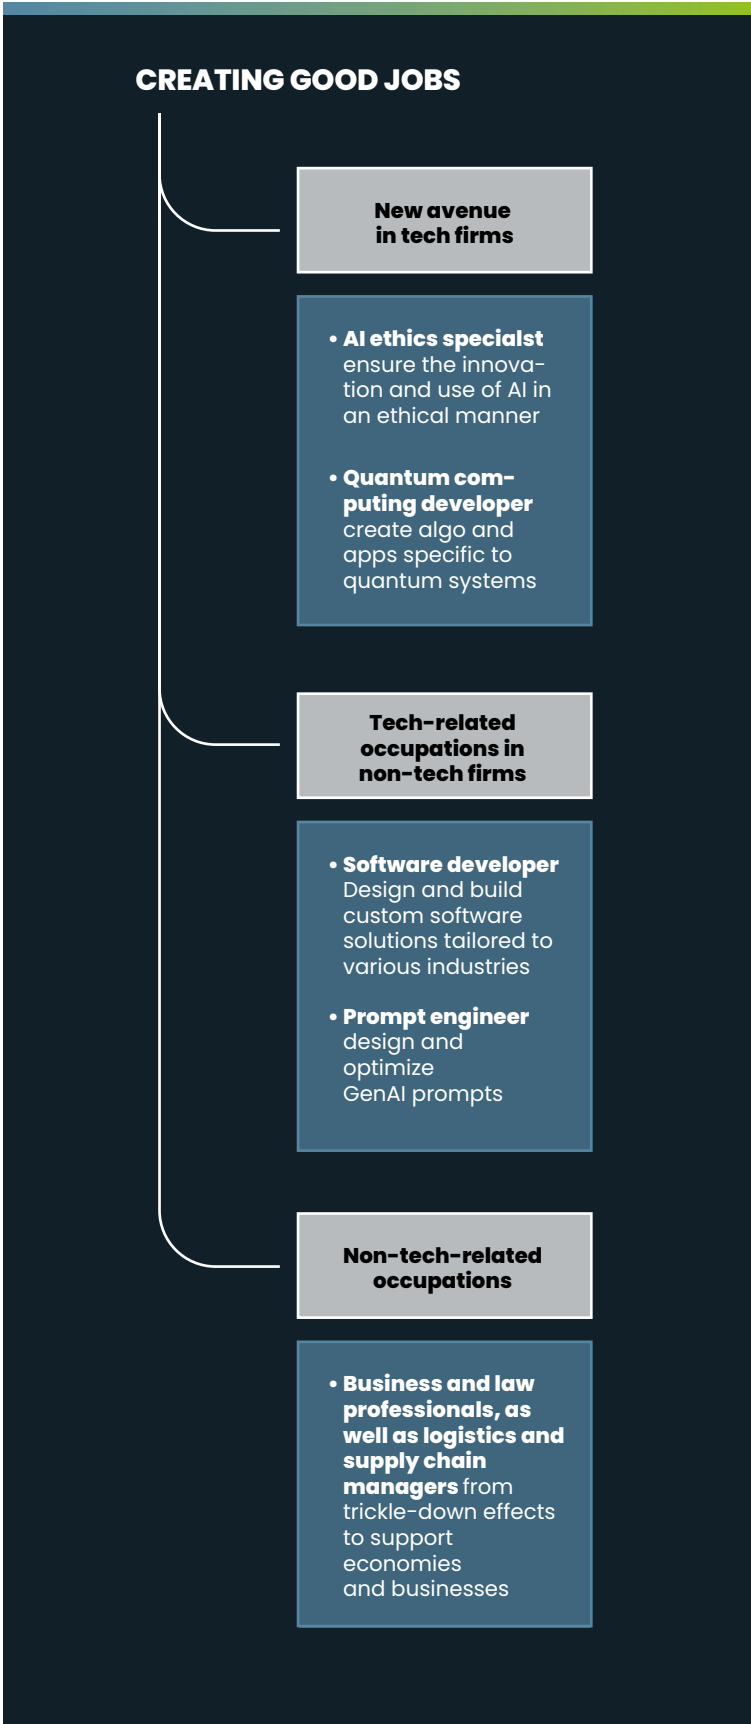 CREATING GOOD JOBS
New avenue
in tech firms
• AI ethics specialst
ensure the innova-
tion and use of AI in
an ethical manner
• Quantum com-
puting developer
create algo and
apps specific to
quantum systems
Tech-related
occupations in
non-tech firms
• Software developer
Design and build
custom software
solutions tailored to
various industries
• Prompt engineer
design and
optimize
GenAI prompts
Non-tech-related
occupations
• Business and law
professionals, as
well as logistics and
supply chain
managers from
trickle-down effects
to support
economies
and businesses